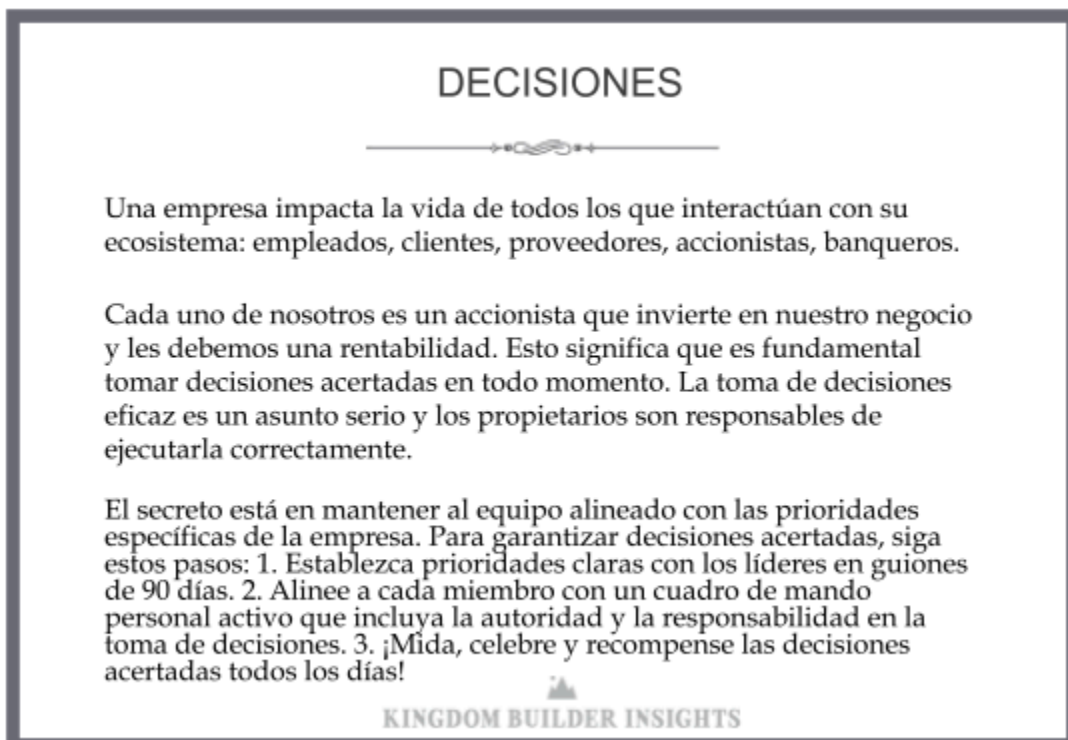 DECISIONES
Una empresa impacta la vida de todos los que interactúan con su
ecosistema: empleados, clientes, proveedores, accionistas, banqueros.
Cada uno de nosotros es un accionista que invierte en nuestro negocio
y les debemos una rentabilidad. Esto significa que es fundamental
tomar decisiones acertadas en todo momento. La toma de decisiones
eficaz es un asunto serio y los propietarios son responsables de
ejecutarla correctamente.
El secreto está en mantener al equipo alineado con las prioridades
específicas de la empresa. Para garantizar decisiones acertadas, siga
estos pasos: 1. Establezca prioridades claras con los líderes en guiones
de 90 días. 2. Alinee a cada miembro con un cuadro de mando
personal activo que incluya la autoridad y la responsabilidad en la
toma de decisiones. 3. ¡Mida, celebre y recompense las decisiones
acertadas todos los días!
KINGDOM BUILDER INSIGHTS